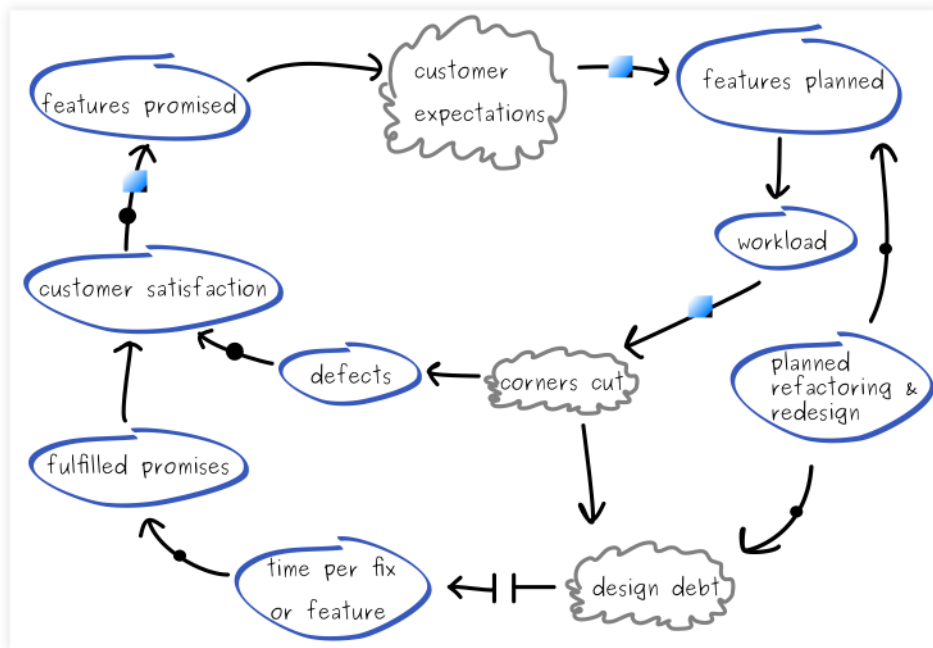 features promised
customer
expectations
features planned
workload
customer satisfaction
defects
corners cut
planned
refactoring &
redesign
fulfilled promises
time per fix
or feature
design debt